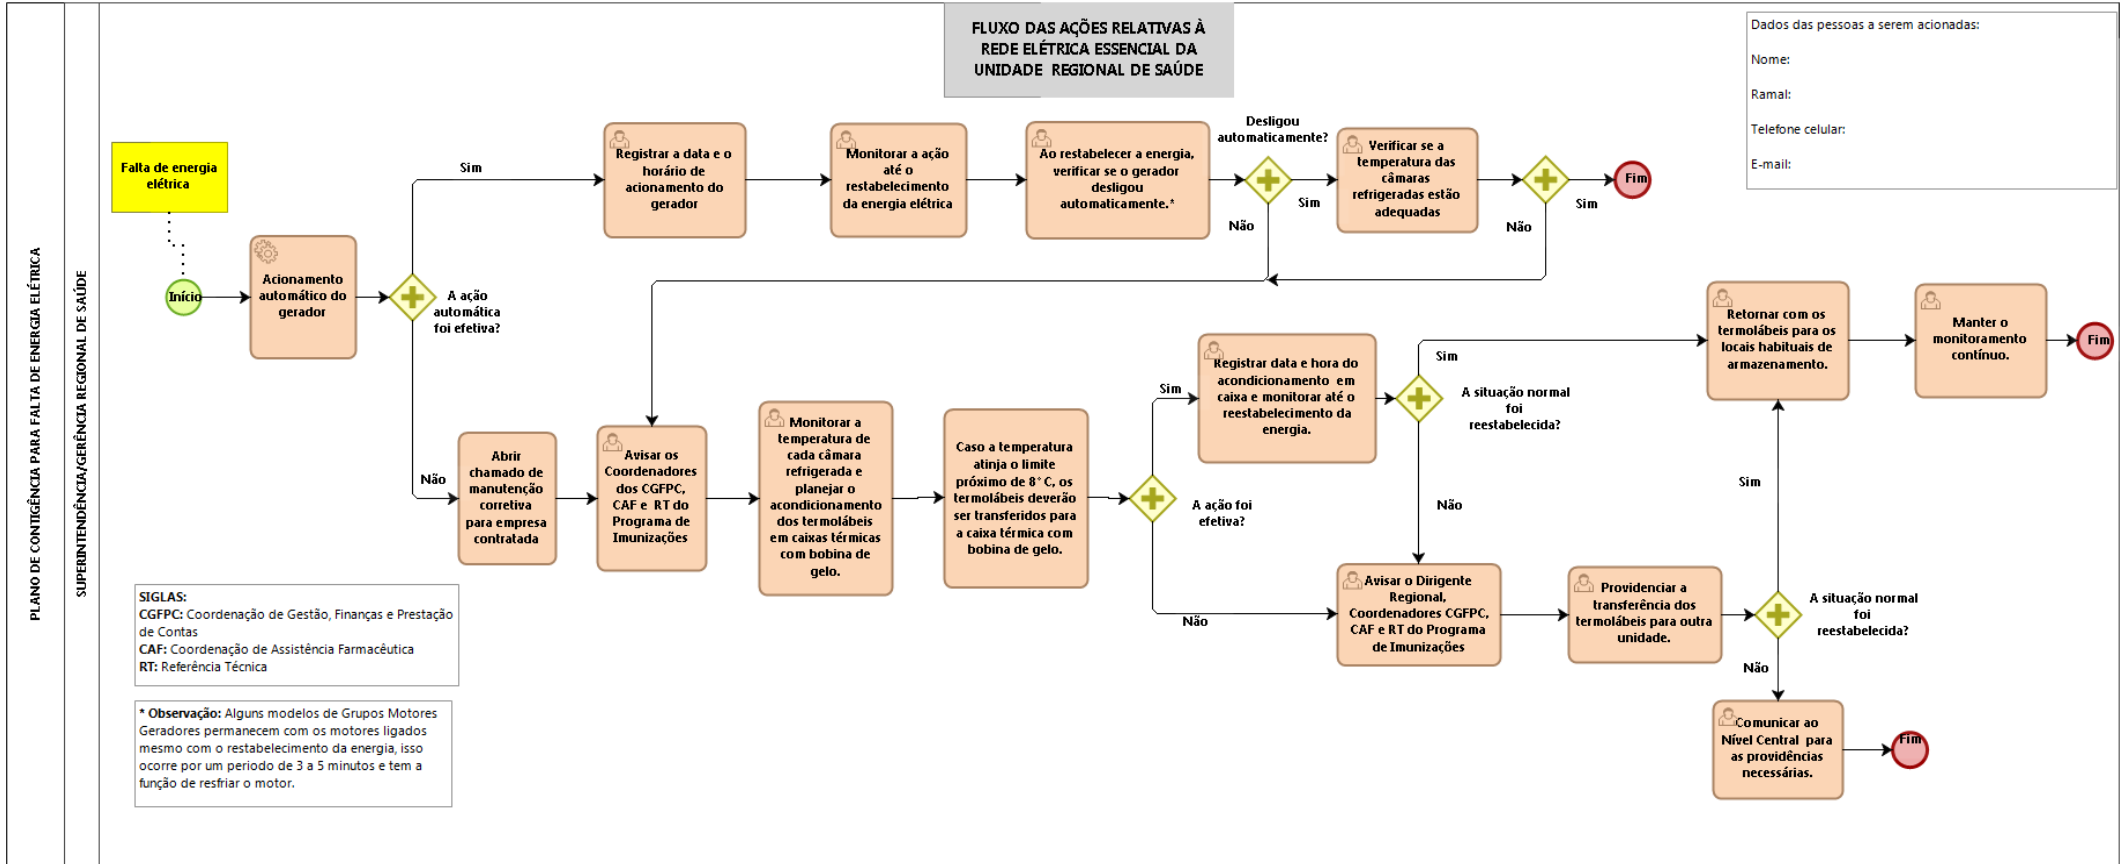 PLANO DE CONTIGÊNCIA PARA FALTA DE ENERGIA ELÉTRICA
SUPERINTENDÊNCIA/GERÊNCIA REGIONAL DE SAÚDE
FLUXO DAS AÇÕES RELATIVAS À
REDE ELÉTRICA ESSENCIAL DA
UNIDADE REGIONAL DE SAÚDE
Dados das pessoas a serem acionadas:
Nome:
Ramal:
Telefone celular:
E-mail:
Falta de energia
elétrica
Início
Acionamento
automático do
gerador
A ação
automática
foi efetiva?
Sim
Registrar a data e o
horário de
acionamento do
gerador
Monitorar a ação
até o
restabelecimento
da energia elétrica
Ao restabelecer a energia,
verificar se o gerador
desligou
automaticamente.*
Desligou
automaticamente?
Sim
Não
Verificar se a
temperatura das
câmaras
refrigeradas estão
adequadas
Sim
Não
Fim
Não
Abrir
chamado de
manutenção
corretiva
para empresa
contratada
Avisar os
Coordenadores
dos CGFPC,
CAF e RT do
Programa de
Imunizações
Monitorar a
temperatura de
cada câmara
refrigerada e
planejar o
acondicionamento
dos termolábeis
em caixas térmicas
com bobina de
gelo.
Caso a temperatura
atinja o limite
próximo de 8°C, os
termolábeis deverão
ser transferidos para
a caixa térmica com
bobina de gelo.
A ação foi
efetiva?
Sim
Registrar data e hora do
acondicionamento em
caixa e monitorar até o
reestabelecimento da
energia.
A situação normal
foi
reestabelecida?
Sim
Retornar com os
termolábeis para os
locais habituais de
armazenamento.
Manter o
monitoramento
contínuo.
Fim
Não
Não
Avisar o Dirigente
Regional,
Coordenadores CGFPC,
CAF e RT do Programa
de Imunizações
Providenciar a
transferência dos
termolábeis para outra
unidade.
Sim
A situação normal
foi
reestabelecida?
Não
Comunicar ao
Nível Central para
as providências
necessárias.
Fim
SIGLAS:
CGFPC: Coordenação de Gestão, Finanças e Prestação
de Contas
CAF: Coordenação de Assistência Farmacêutica
RT: Referência Técnica
* Observação: Alguns modelos de Grupos Motores
Geradores permanecem com os motores ligados
mesmo com o restabelecimento da energia, isso
ocorre por um periodo de 3 a 5 minutos e tem a
função de resfriar o motor.